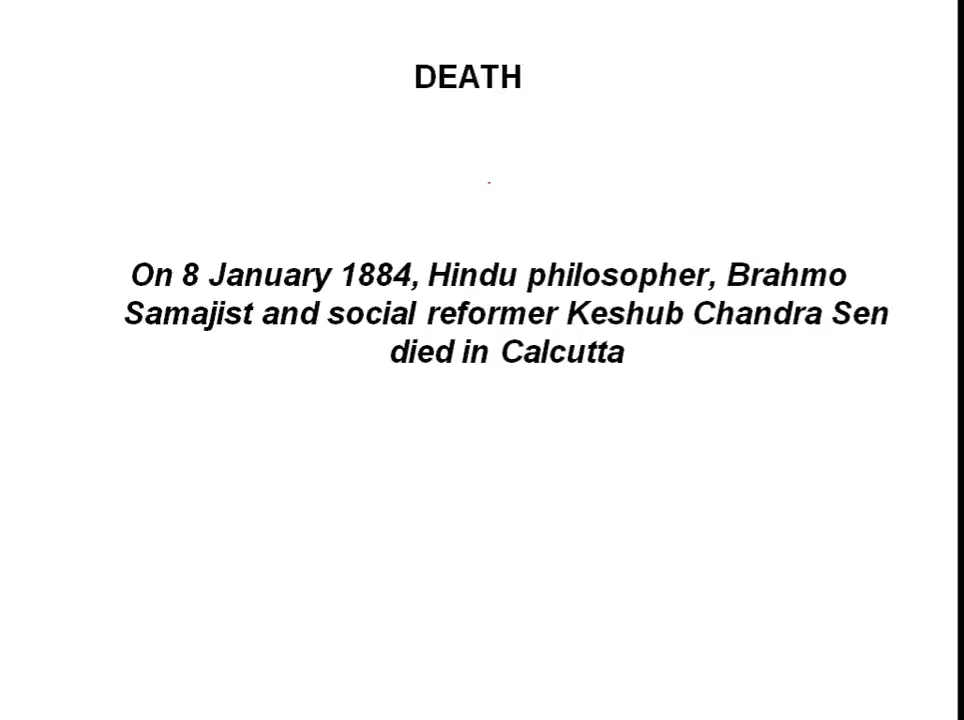 DEATH
On 8 January 1884, Hindu philosopher, Brahmo
Samajist and social reformer Keshub Chandra Sen
died in Calcutta